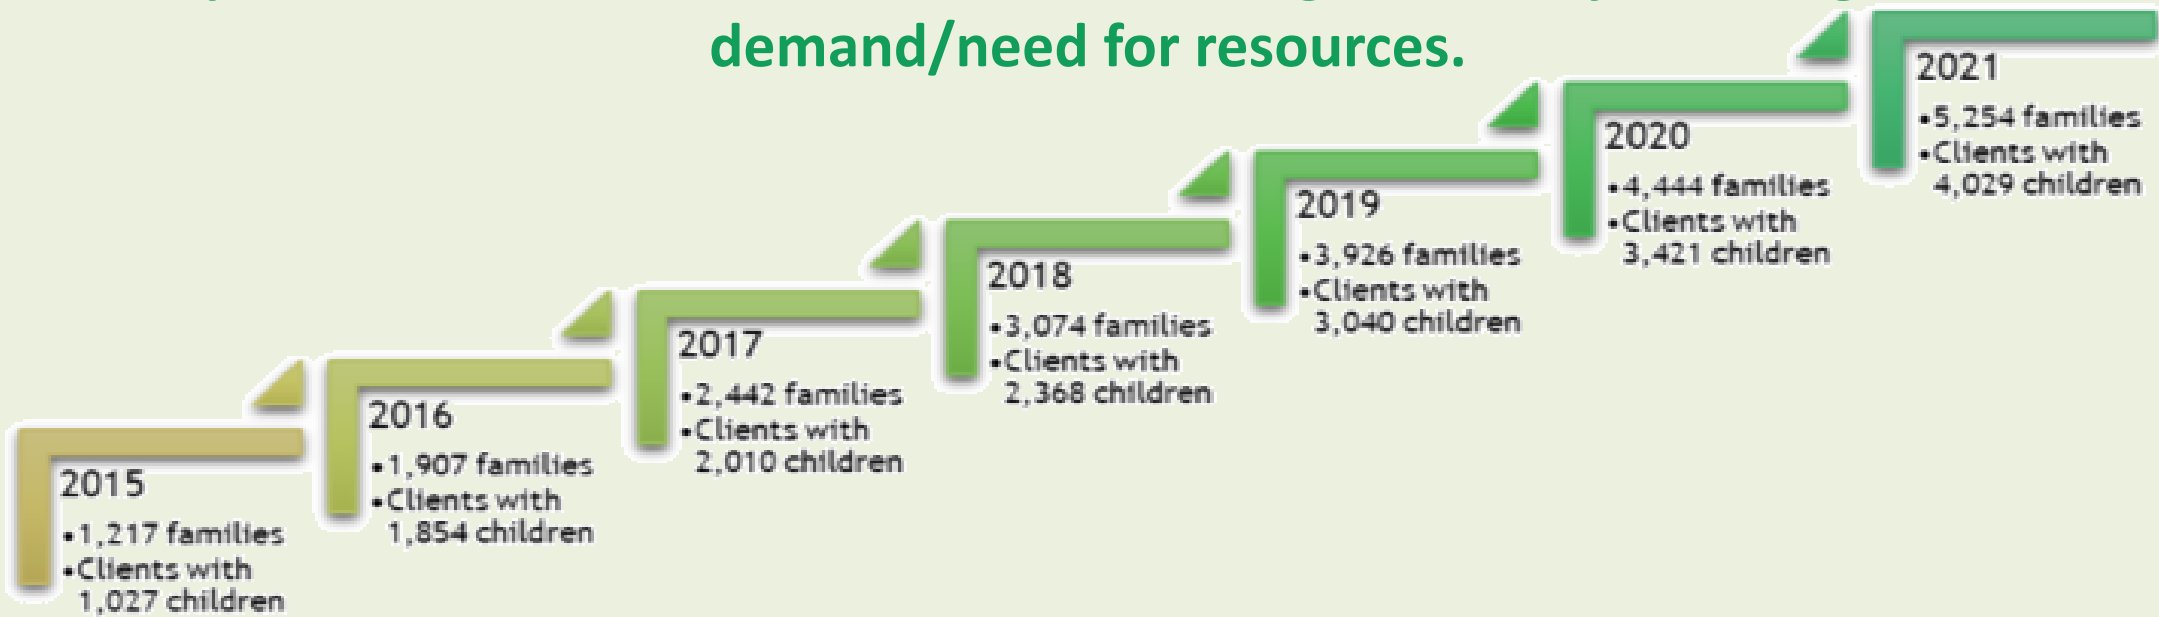 demand/need for resources.
2015
•1,217 families
•Clients with
1,027 children
2016
•1,907 families
•Clients with
1,854 children
2017
•2,442 families
•Clients with
2,010 children
2018
•3,074 families
•Clients with
2,368 children
2019
•3,926 families
•Clients with
3,040 children
2020
•4,444 families
•Clients with
3,421 children
2021
•5,254 families
•Clients with
4,029 children